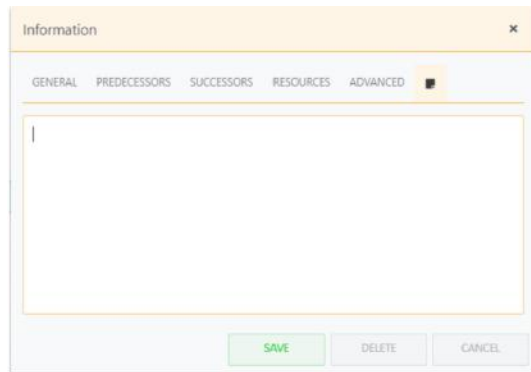 Information
GENERAL PREDECESSORS SUCCESSORS RESOURCES ADVANCED
SAVE DELETE CANCEL